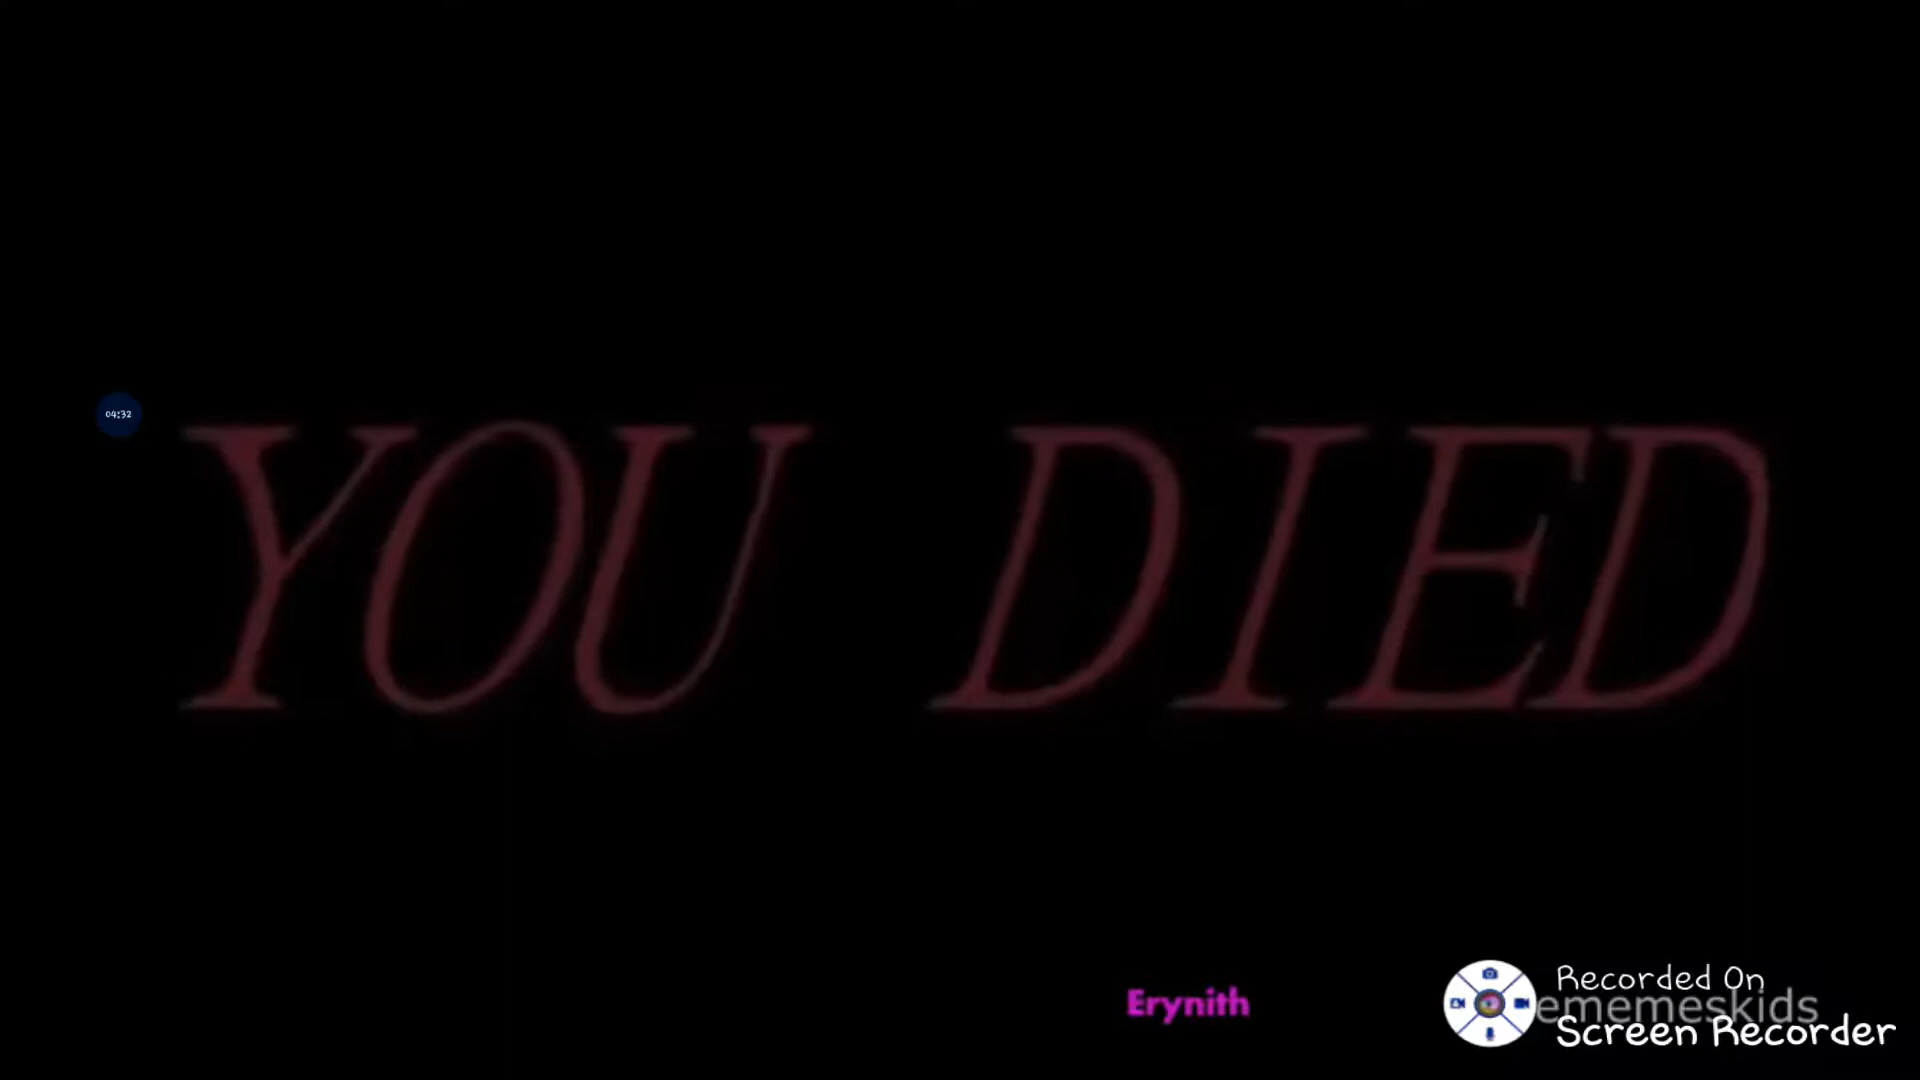 04:32
YOU DIED
Erynith
Recorded On
ememeskids
Screen Recorder